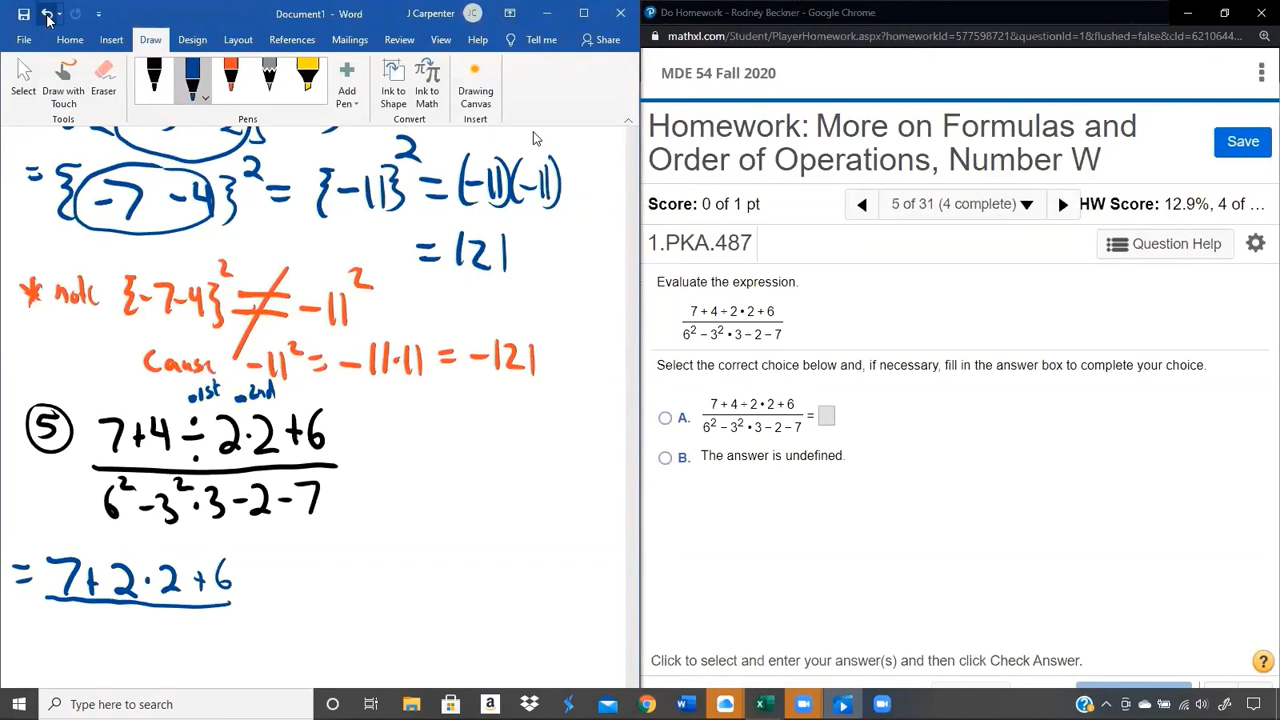 Document1 - Word
J Carpenter
File Home Insert Draw Design Layout References Mailings Review View Help Tell me Share
Select
Draw with
Touch
Eraser
Add
Pen
Ink to
Shape
Ink to
Math
Drawing
Canvas
Tools
Pens
Convert
Insert
= {-7 -4}² = {-11}² = (-11)(-11)
= 121
* note {-7-4}² ≠ -11²
cause -11² = -11·11 = -121
1st 2nd
5
7+4 ÷ 2·2+6
6² -3²·3-2-7
= 7+2·2+6
Type here to search
Do Homework - Rodney Beckner - Google Chrome
mathxl.com/Student/PlayerHomework.aspx?homeworkId=577598721&questionId=1&flushed=false&cId=6210644...
MDE 54 Fall 2020
Homework: More on Formulas and
Order of Operations, Number W
Save
Score: 0 of 1 pt
5 of 31 (4 complete)
HW Score: 12.9%, 4 of ...
1.PKA.487
Question Help
Evaluate the expression.
7 + 4 ÷ 2 • 2 + 6
6² − 3² • 3 − 2 − 7
Select the correct choice below and, if necessary, fill in the answer box to complete your choice.
A.
7 + 4 ÷ 2 • 2 + 6
6² − 3² • 3 − 2 − 7
=
B. The answer is undefined.
Click to select and enter your answer(s) and then click Check Answer.
?